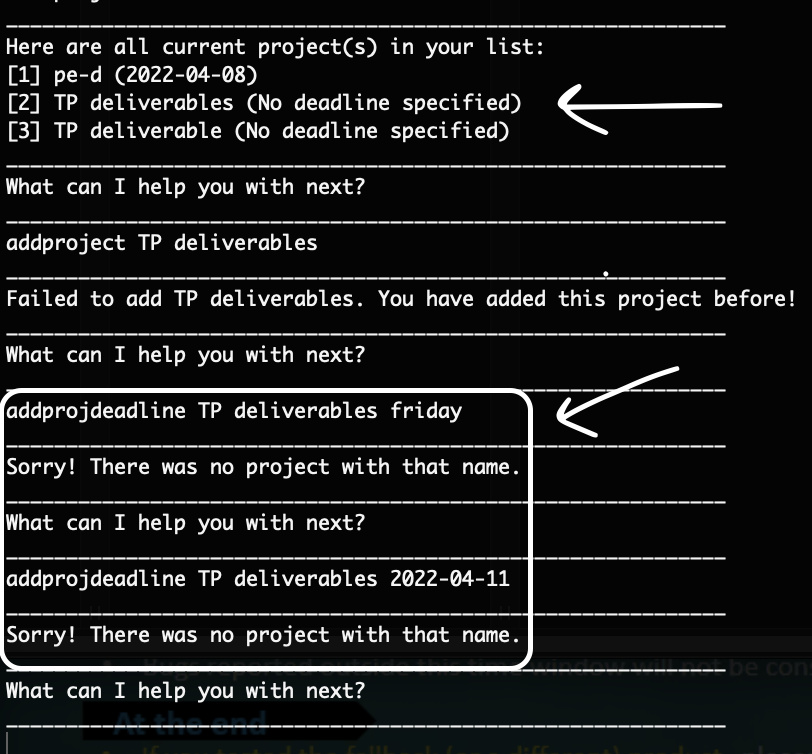 Here are all current project(s) in your list:
[1] pe-d (2022-04-08)
[2] TP deliverables (No deadline specified)
[3] TP deliverable (No deadline specified)
What can I help you with next?
addproject TP deliverables
Failed to add TP deliverables. You have added this project before!
What can I help you with next?
addprojdeadline TP deliverables friday
Sorry! There was no project with that name.
What can I help you with next?
addprojdeadline TP deliverables 2022-04-11
Sorry! There was no project with that name.
Bugs reported outside this time window will not be cons
What can I help you with next?
At the end